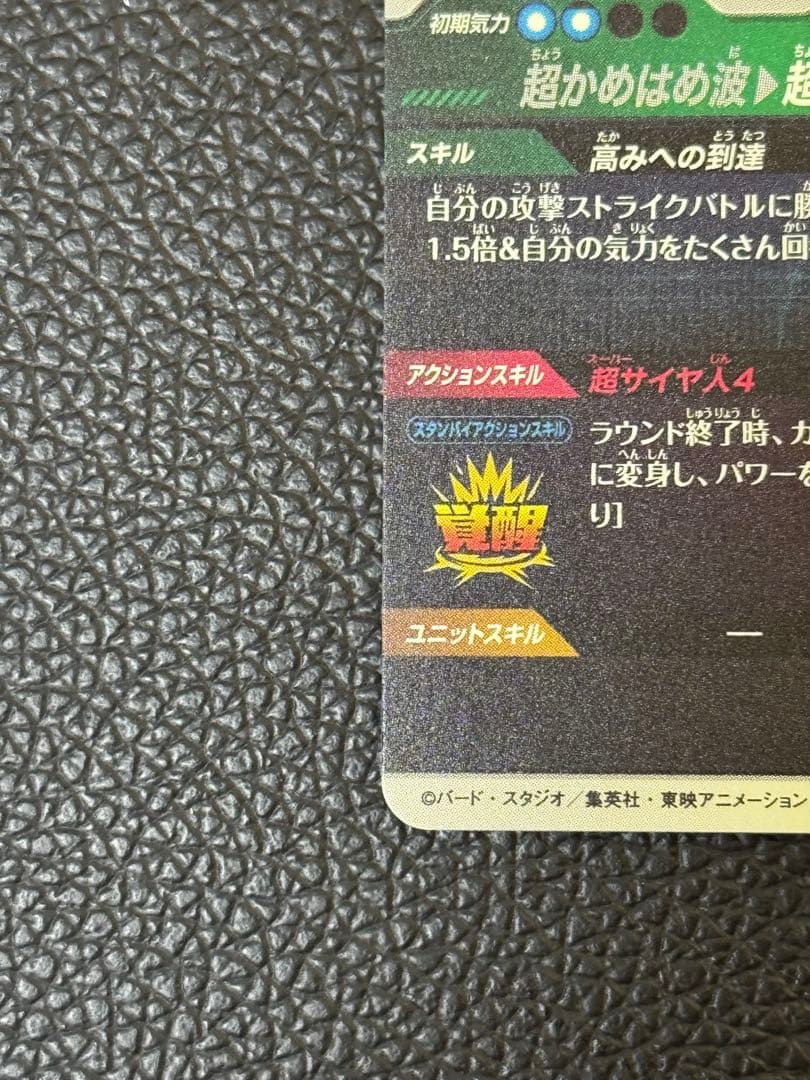 初期気力
超かめはめ波▶超
スキル 高みへの到達
自分の攻撃ストライクバトルに勝
1.5倍&自分の気力をたくさん回
アクションスキル 超サイヤ人4
スタンバイアクションスキル
ラウンド終了時、カ
に変身し、パワーを
り]
覚醒
ユニットスキル —
©バード・スタジオ／集英社・東映アニメーション